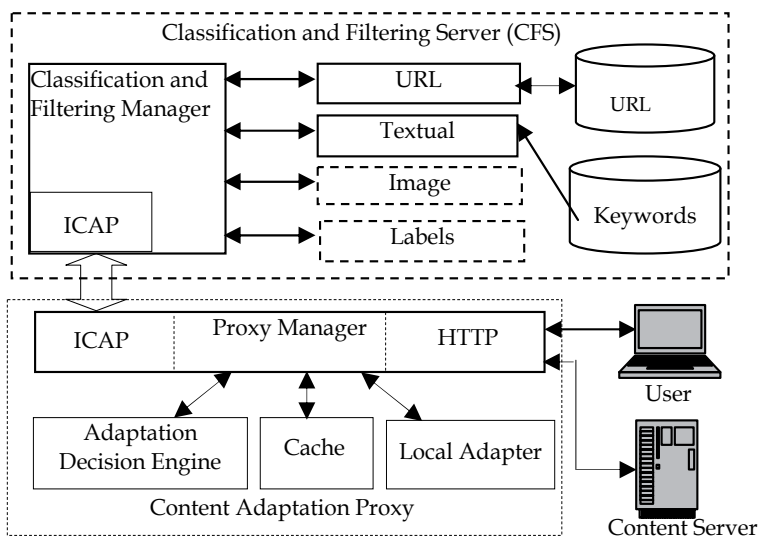 Classification and Filtering Server (CFS)
Classification and
Filtering Manager
URL
URL
Textual
Image
Keywords
ICAP
Labels
ICAP
Proxy Manager
HTTP
User
Adaptation
Decision Engine
Cache
Local Adapter
Content Adaptation Proxy
Content Server